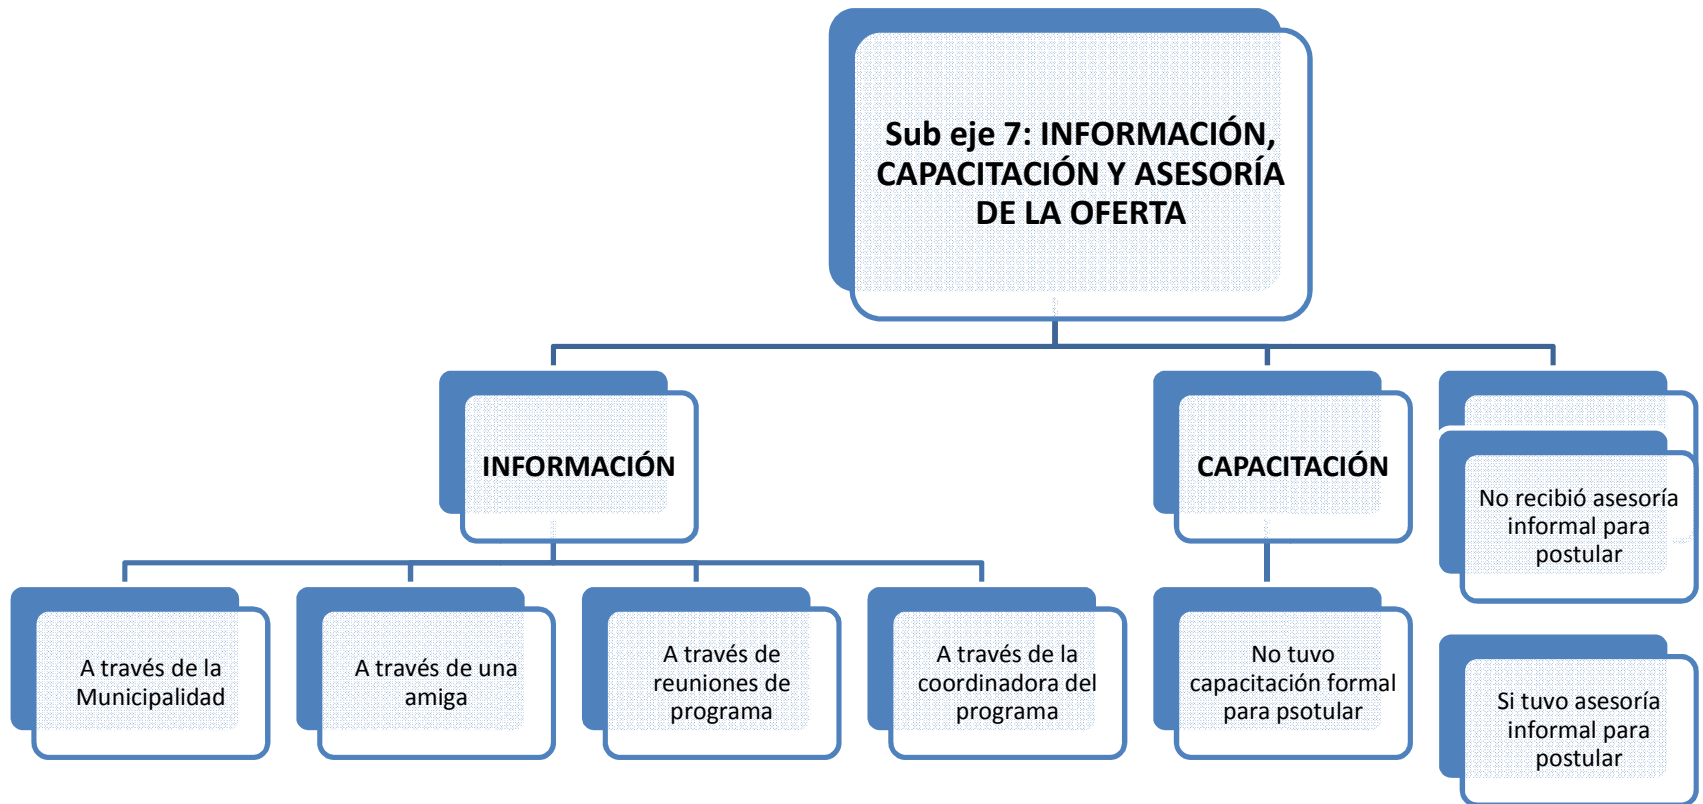 Sub eje 7: INFORMACIÓN,
CAPACITACIÓN Y ASESORÍA
DE LA OFERTA
INFORMACIÓN
CAPACITACIÓN
No recibió asesoría
informal para
postular
A través de la
Municipalidad
A través de una
amiga
A través de
reuniones de
programa
A través de la
coordinadora del
programa
No tuvo
capacitación formal
para psotular
Si tuvo asesoría
informal para
postular